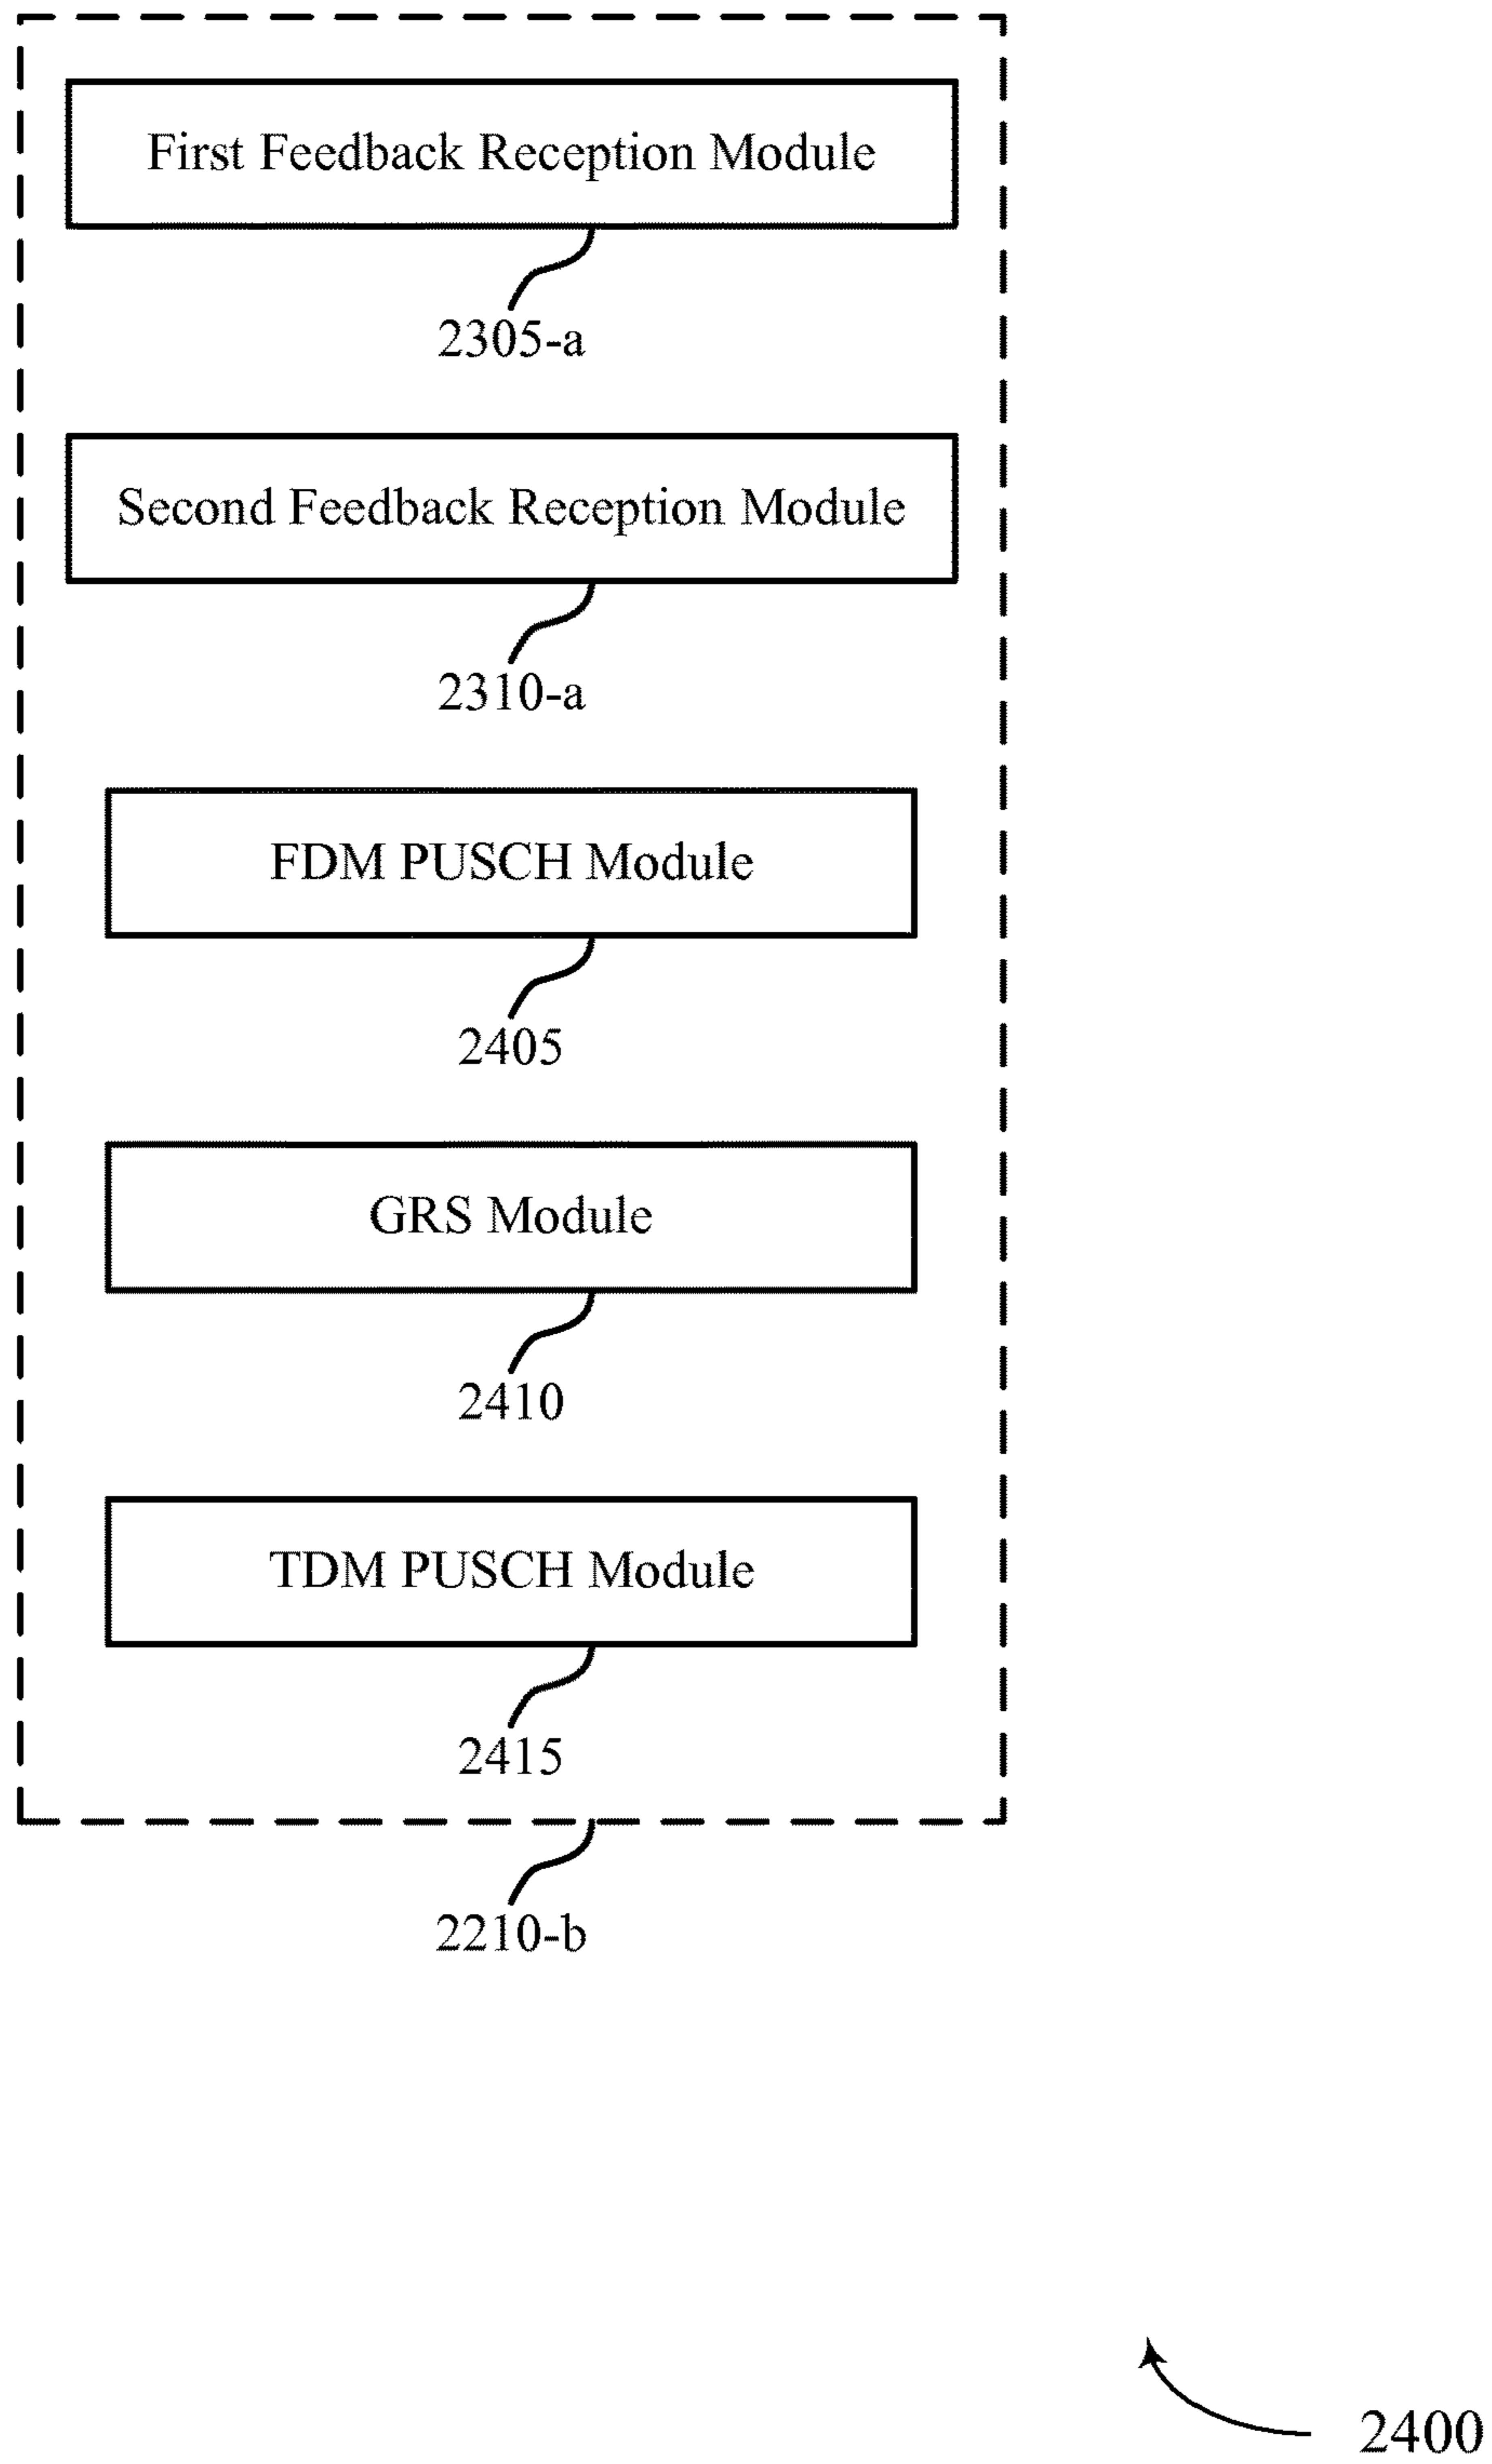 First Feedback Reception Module
2305-a
Second Feedback Reception Module
2310-a
FDM PUSCH Module
2405
GRS Module
2410
TDM PUSCH Module
2415
2210-b
2400